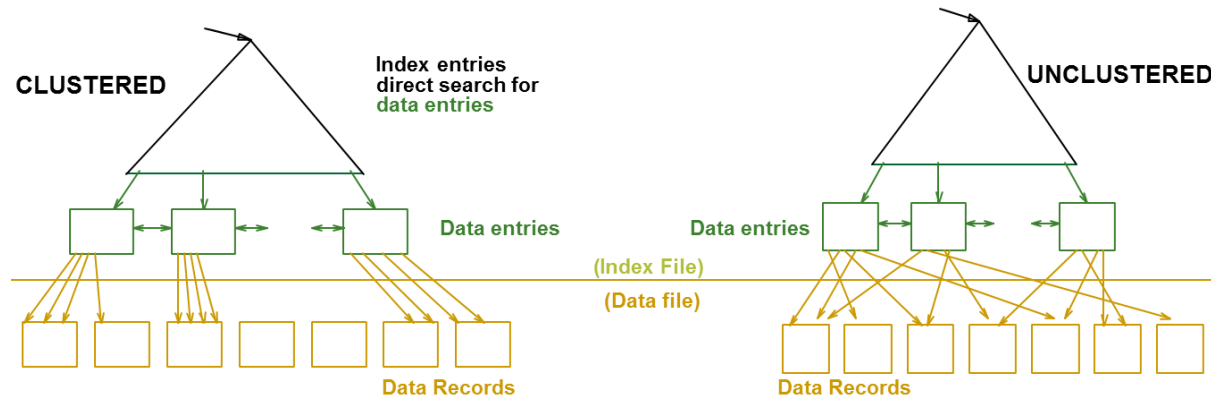 CLUSTERED
Index entries
direct search for
data entries
UNCLUSTERED
Data entries
Data entries
(Index File)
(Data file)
Data Records
Data Records